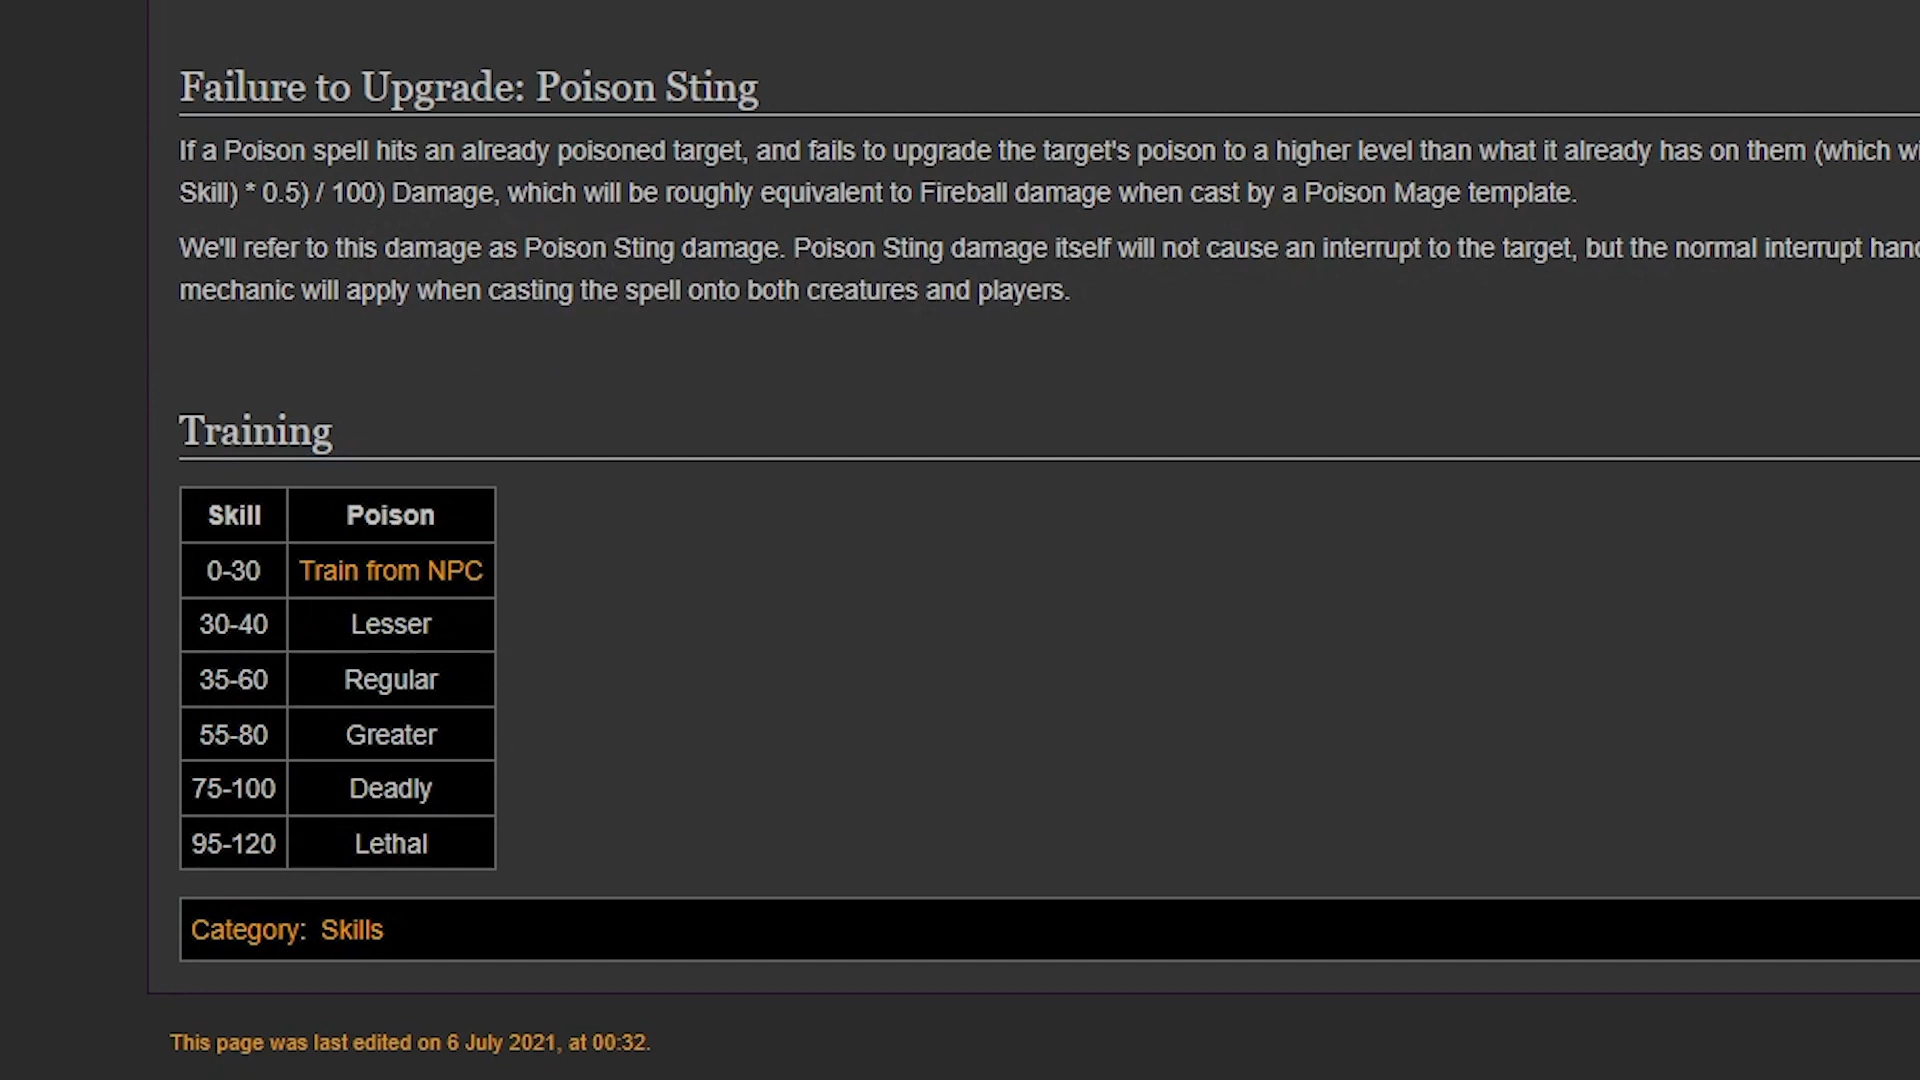 Failure to Upgrade: Poison Sting
If a Poison spell hits an already poisoned target, and fails to upgrade the target's poison to a higher level than what it already has on them (which
Skill) * 0.5) / 100) Damage, which will be roughly equivalent to Fireball damage when cast by a Poison Mage template.
We'll refer to this damage as Poison Sting damage. Poison Sting damage itself will not cause an interrupt to the target, but the normal interrupt
mechanic will apply when casting the spell onto both creatures and players.
Training
Skill Poison
0-30 Train from NPC
30-40 Lesser
35-60 Regular
55-80 Greater
75-100 Deadly
95-120 Lethal
Category: Skills
This page was last edited on 6 July 2021, at 00:32.